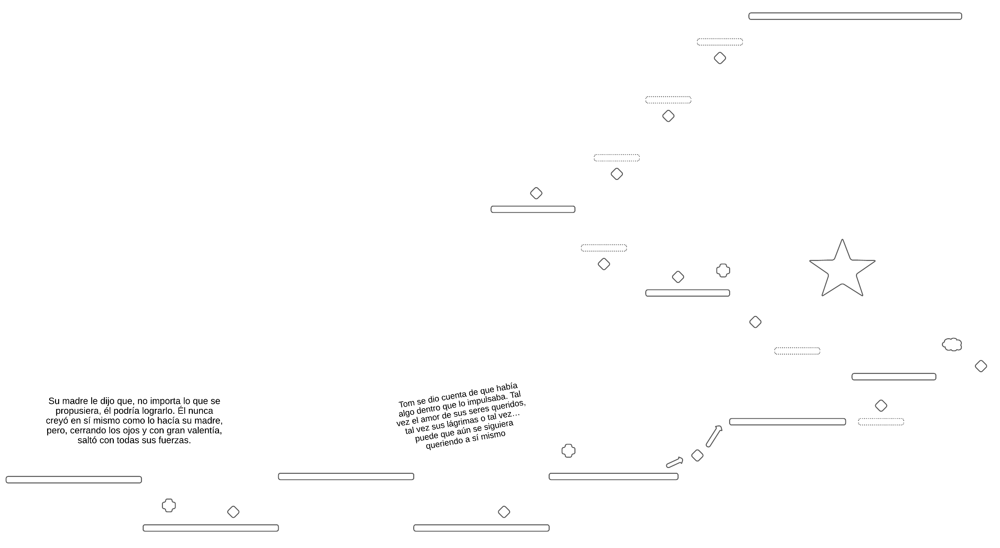 Su madre le dijo que, no importa lo que se
propusiera, él podría lograrlo. Él nunca
creyó en sí mismo como lo hacía su madre,
pero, cerrando los ojos y con gran valentía,
saltó con todas sus fuerzas.
Tom se dio cuenta de que había
algo dentro que lo impulsaba. Tal
vez el amor de sus seres queridos,
tal vez sus lágrimas o tal vez...
puede que aún se siguiera
queriendo a sí mismo